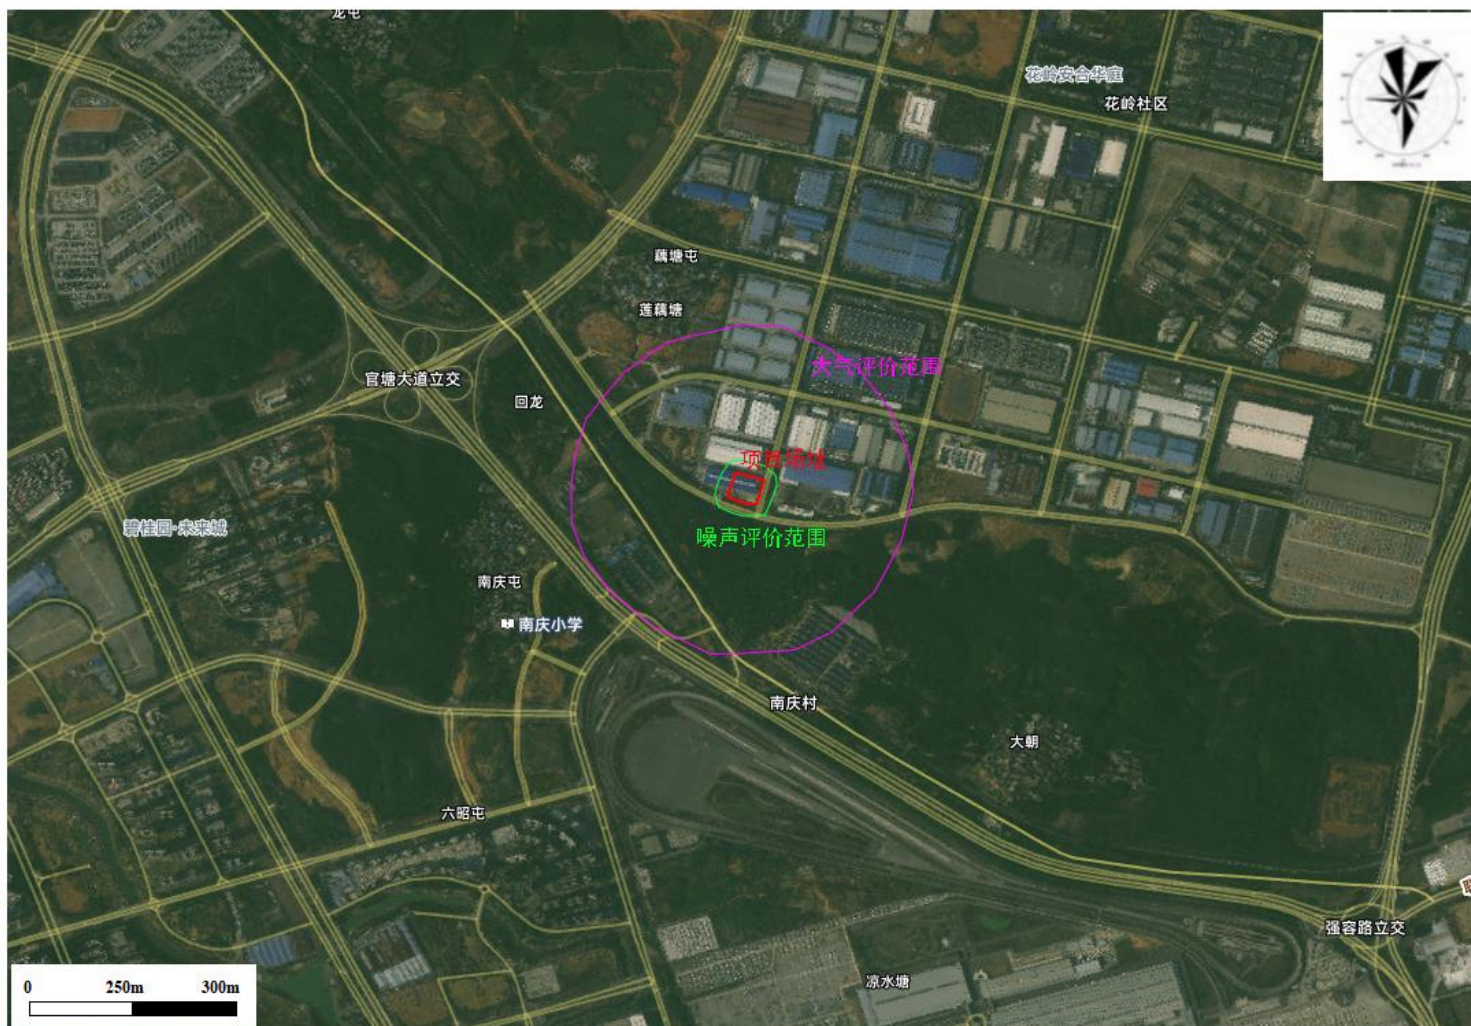 龙屯
花岭安合华庭
花岭社区
藕塘屯
莲藕塘
大气评价范围
官塘大道立交
回龙
项目场址
噪声评价范围
碧桂园·未来城
南庆屯
南庆小学
南庆村
大朝
六昭屯
强容路立交
凉水塘
0 250m 300m